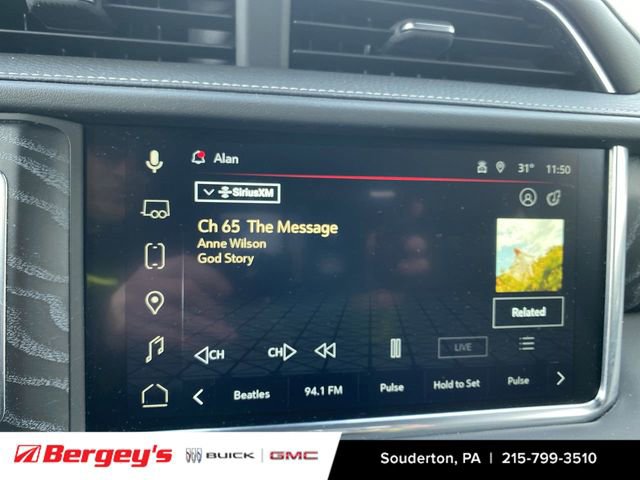 Alan
31° 11:50
SiriusXM
Ch 65 The Message
Anne Wilson
God Story
Related
CH CH LIVE
Beatles 94.1 FM Pulse Hold to Set Pulse
Bergey's BUICK | GMC Souderton, PA | 215-799-3510